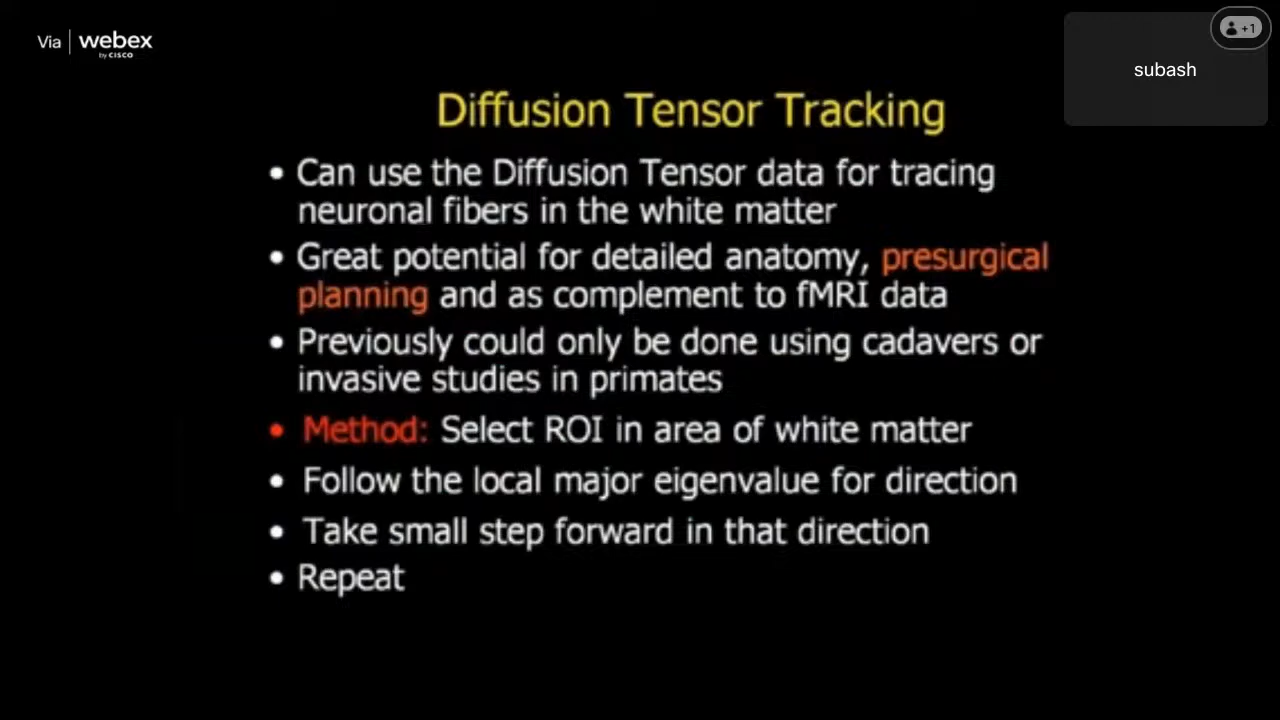 Via | webex
by CISCO
+1
subash
Diffusion Tensor Tracking
• Can use the Diffusion Tensor data for tracing
neuronal fibers in the white matter
• Great potential for detailed anatomy, presurgical
planning and as complement to fMRI data
• Previously could only be done using cadavers or
invasive studies in primates
• Method: Select ROI in area of white matter
• Follow the local major eigenvalue for direction
• Take small step forward in that direction
• Repeat